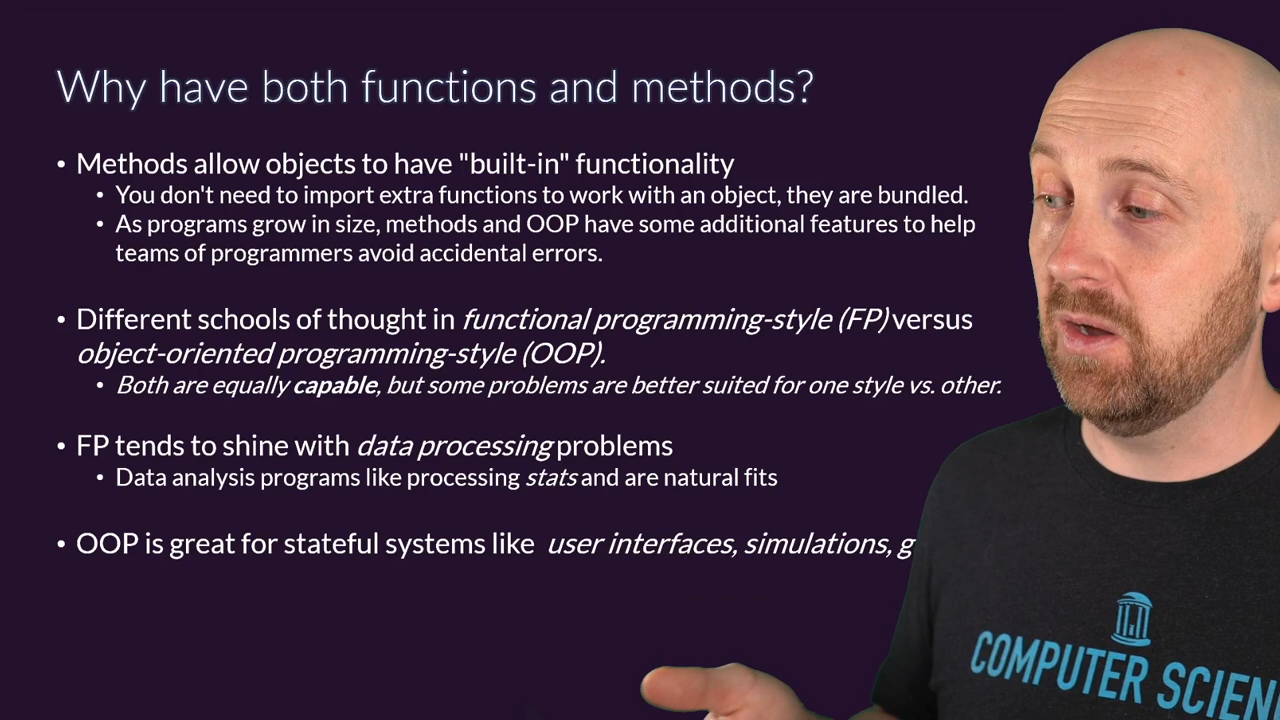 Why have both functions and methods?
• Methods allow objects to have "built-in" functionality
• You don't need to import extra functions to work with an object, they are bundled.
• As programs grow in size, methods and OOP have some additional features to help
teams of programmers avoid accidental errors.
• Different schools of thought in functional programming-style (FP) versus
object-oriented programming-style (OOP).
• Both are equally capable, but some problems are better suited for one style vs. other.
• FP tends to shine with data processing problems
• Data analysis programs like processing stats and are natural fits
• OOP is great for stateful systems like user interfaces, simulations,
COMPUTER